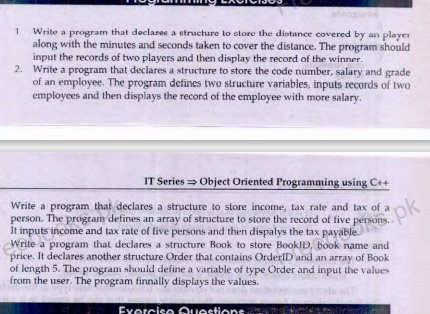 Programming Exercises
1. Write a program that declares a structure to store the distance covered by an player
along with the minutes and seconds taken to cover the distance. The program should
input the records of two players and then display the record of the winner.
2. Write a program that declares a structure to store the code number, salary and grade
of an employee. The program defines two structure variables, inputs records of two
employees and then displays the record of the employee with more salary.
IT Series ⇒ Object Oriented Programming using C++
Write a program that declares a structure to store income, tax rate and tax of a
person. The program defines an array of structure to store the record of five persons.
It inputs income and tax rate of five persons and then dispalys the tax payable.
Write a program that declares a structure Book to store BookID, book name and
price. It declares another structure Order that contains OrderID and an array of Book
of length 5. The program should define a variable of type Order and input the values
from the user. The program finnally displays the values.
Exercise Questions